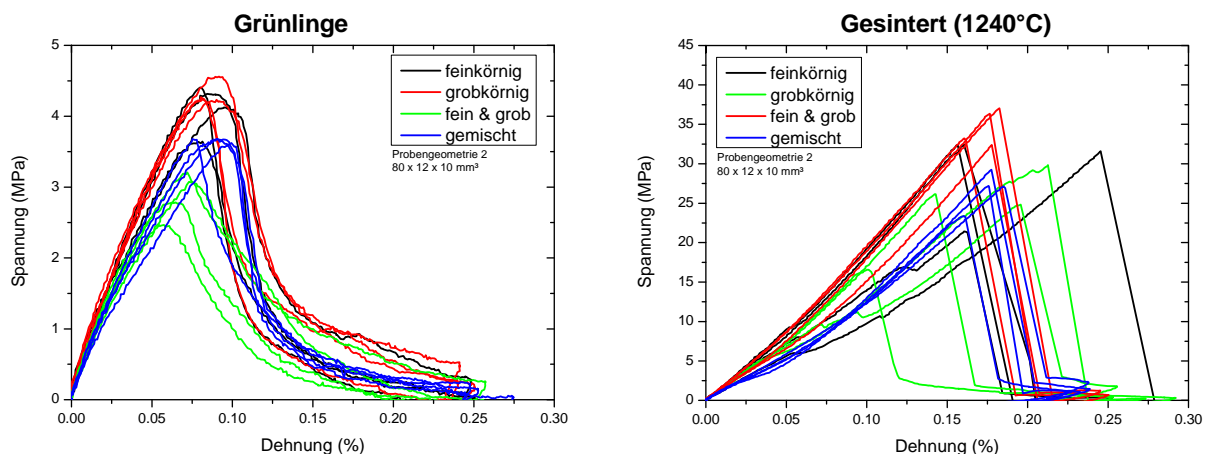 Grünlinge
5
4
3
2
1
0
0.00 0.05 0.10 0.15 0.20 0.25 0.30
Spannung (MPa)
Dehnung (%)
feinkörnig
grobkörnig
fein & grob
gemischt
Probengeometrie 2
80 x 12 x 10 mm³
Gesintert (1240°C)
45
40
35
30
25
20
15
10
5
0
0.00 0.05 0.10 0.15 0.20 0.25 0.30
Spannung (MPa)
Dehnung (%)
feinkörnig
grobkörnig
fein & grob
gemischt
Probengeometrie 2
80 x 12 x 10 mm³